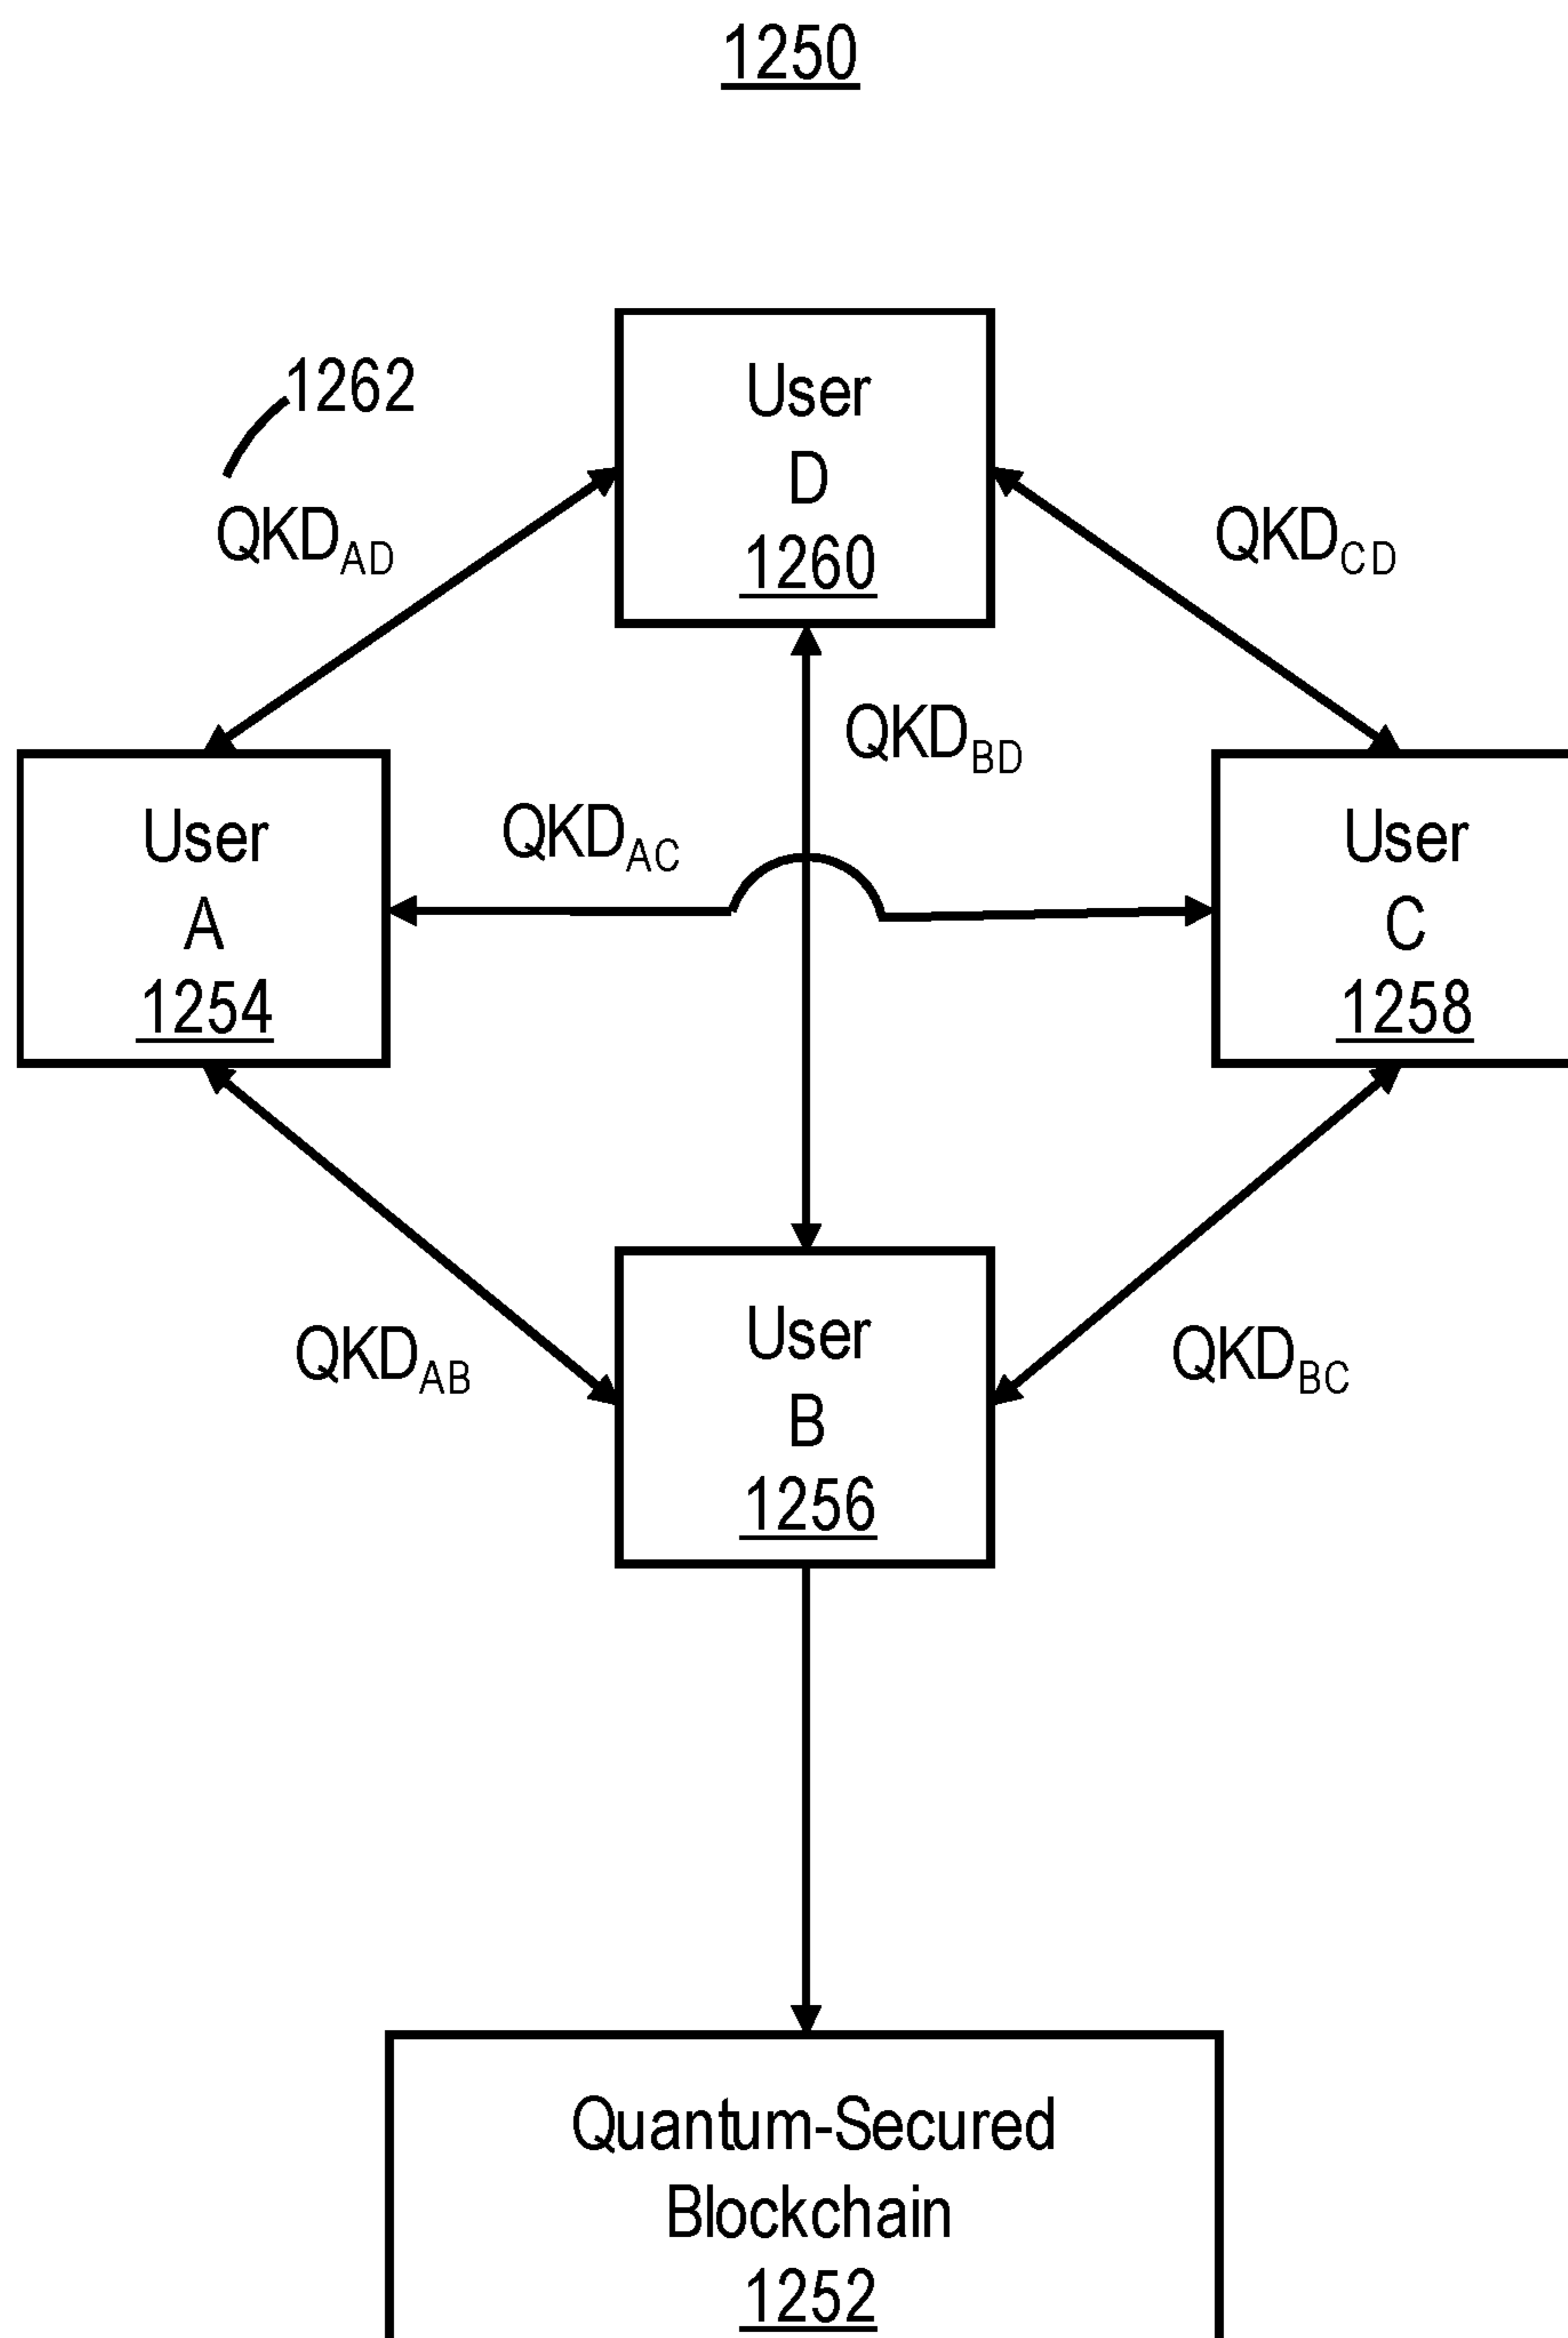 1250
1262
User
D
1260
QKDAD
QKDCD
QKDBD
User
A
1254
QKDAC
User
C
1258
QKDAB
QKDBC
User
B
1256
Quantum-Secured
Blockchain
1252